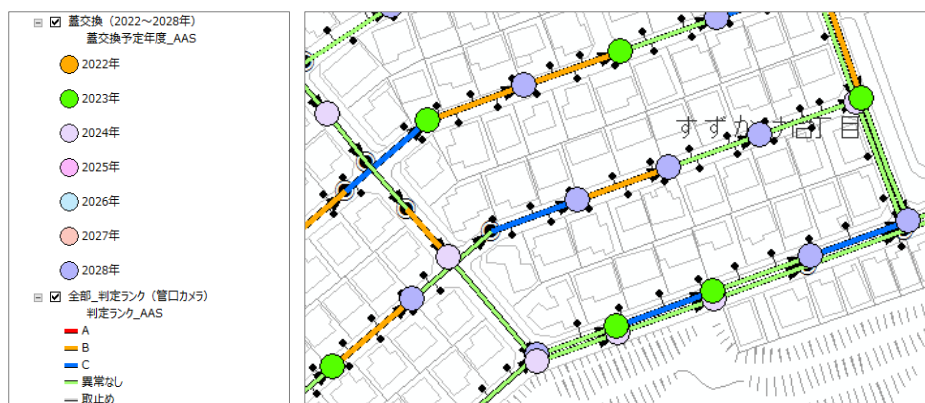 蓋交換（2022～2028年）
蓋交換予定年度_AAS
2022年
2023年
2024年
2025年
2026年
2027年
2028年
全部_判定ランク（管口カメラ）
判定ランク_AAS
A
B
C
異常なし
取止め
すずか
丁目